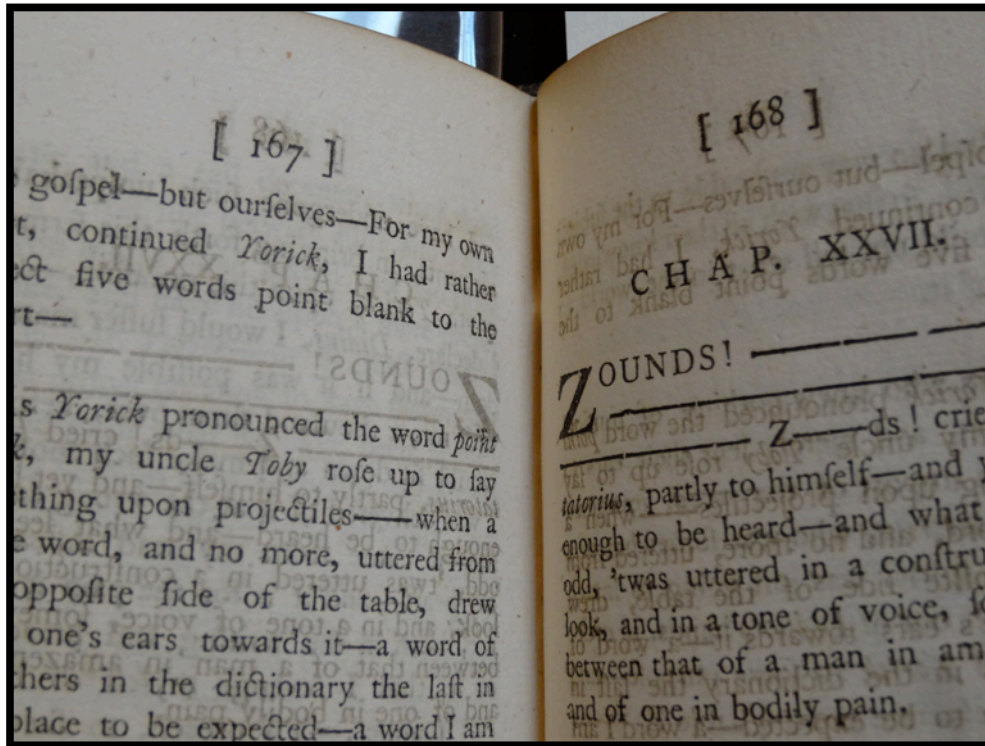 [ 167 ]
goſpel—but ourſelves—For my own
t, continued Yorick, I had rather
ect five words point blank to the
rt—
s Yorick pronounced the word point
k, my uncle Toby roſe up to ſay
thing upon projectiles——when a
e word, and no more, uttered from
oppoſite ſide of the table, drew
one's ears towards it—a word of
thers in the dictionary the laſt in
place to be expected—a word I am
[ 168 ]
CHAP. XXVII.
ZOUNDS! ———
————————
———— Z——ds! crie
tatorius, partly to himſelf—and
enough to be heard—and what
odd, 'twas uttered in a conſtru
look, and in a tone of voice, ſo
between that of a man in am
and of one in bodily pain.